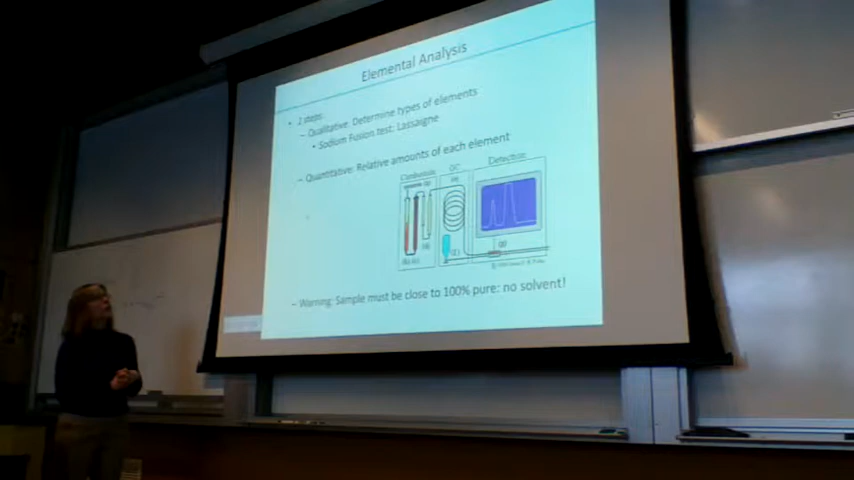 Elemental Analysis
• 2 steps:
– Qualitative: Determine types of elements
• Sodium Fusion test: Lassaigne
– Quantitative: Relative amounts of each element
Combustion GC Detection
– Warning: Sample must be close to 100% pure: no solvent!